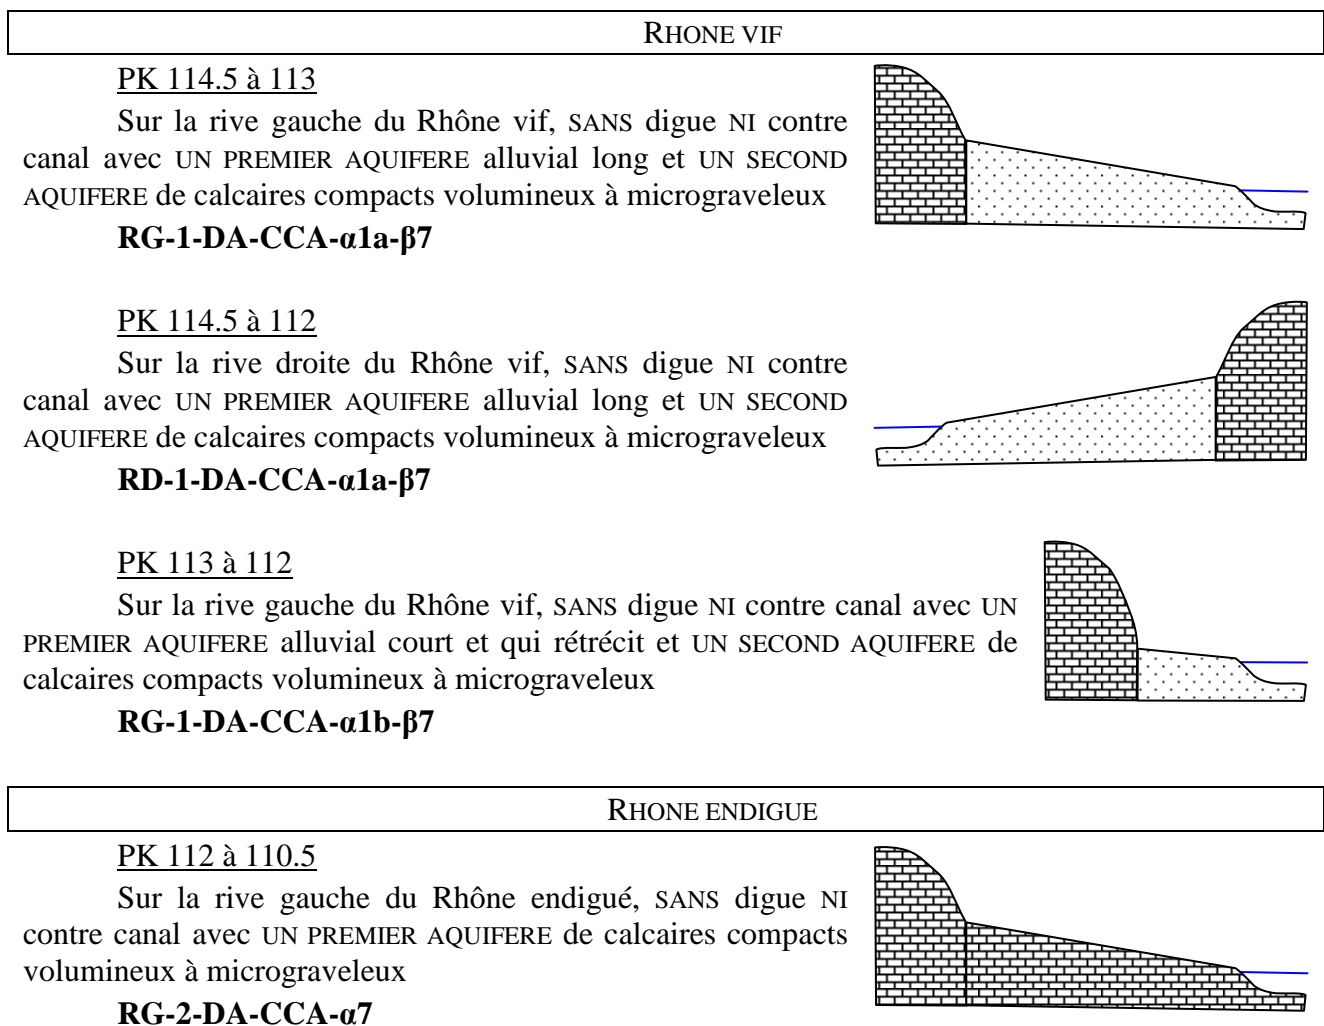 RHONE VIF
PK 114.5 à 113
Sur la rive gauche du Rhône vif, SANS digue NI contre
canal avec UN PREMIER AQUIFERE alluvial long et UN SECOND
AQUIFERE de calcaires compacts volumineux à micrograveleux
RG-1-DA-CCA-α1a-β7
PK 114.5 à 112
Sur la rive droite du Rhône vif, SANS digue NI contre
canal avec UN PREMIER AQUIFERE alluvial long et UN SECOND
AQUIFERE de calcaires compacts volumineux à micrograveleux
RD-1-DA-CCA-α1a-β7
PK 113 à 112
Sur la rive gauche du Rhône vif, SANS digue NI contre canal avec UN
PREMIER AQUIFERE alluvial court et qui rétrécit et UN SECOND AQUIFERE de
calcaires compacts volumineux à micrograveleux
RG-1-DA-CCA-α1b-β7
RHONE ENDIGUE
PK 112 à 110.5
Sur la rive gauche du Rhône endigué, SANS digue NI
contre canal avec UN PREMIER AQUIFERE de calcaires compacts
volumineux à micrograveleux
RG-2-DA-CCA-α7